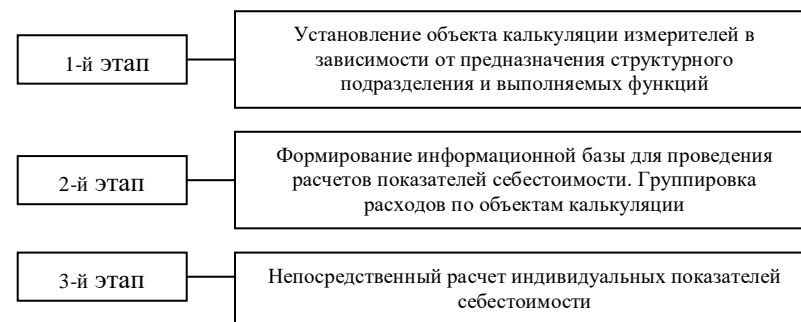 1-й этап
Установление объекта калькуляции измерителей в
зависимости от предназначения структурного
подразделения и выполняемых функций
2-й этап
Формирование информационной базы для проведения
расчетов показателей себестоимости. Группировка
расходов по объектам калькуляции
3-й этап
Непосредственный расчет индивидуальных показателей
себестоимости